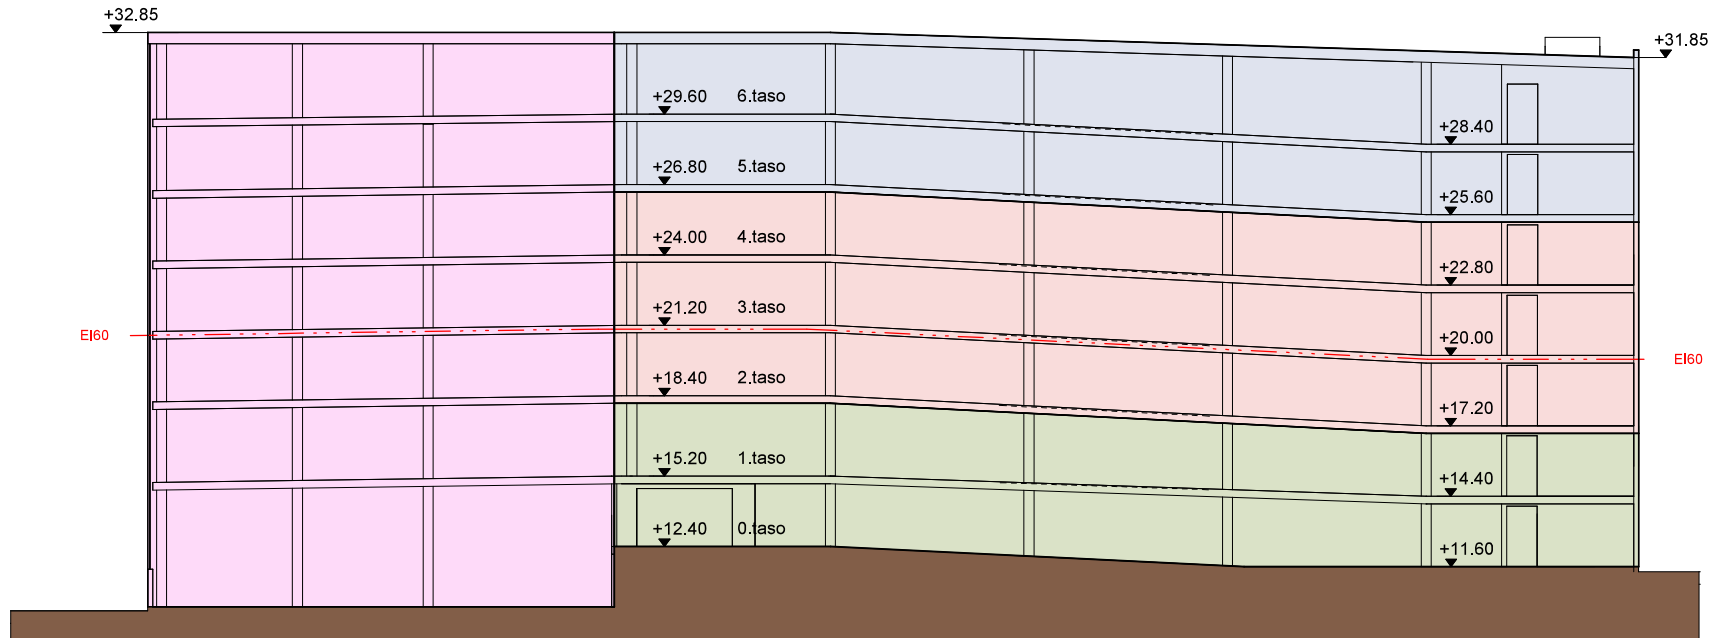 +32.85
+31.85
+29.60 6.taso
+28.40
+26.80 5.taso
+25.60
+24.00 4.taso
+22.80
+21.20 3.taso
EI60
+20.00
EI60
+18.40 2.taso
+17.20
+15.20 1.taso
+14.40
+12.40 0.taso
+11.60